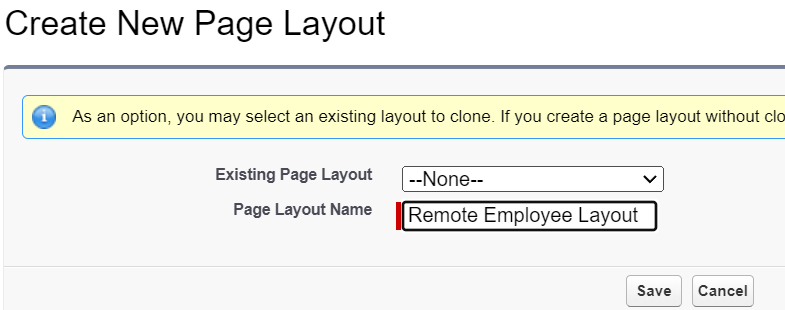 Create New Page Layout
As an option, you may select an existing layout to clone. If you create a page layout without clo
Existing Page Layout --None--
Page Layout Name Remote Employee Layout
Save Cancel